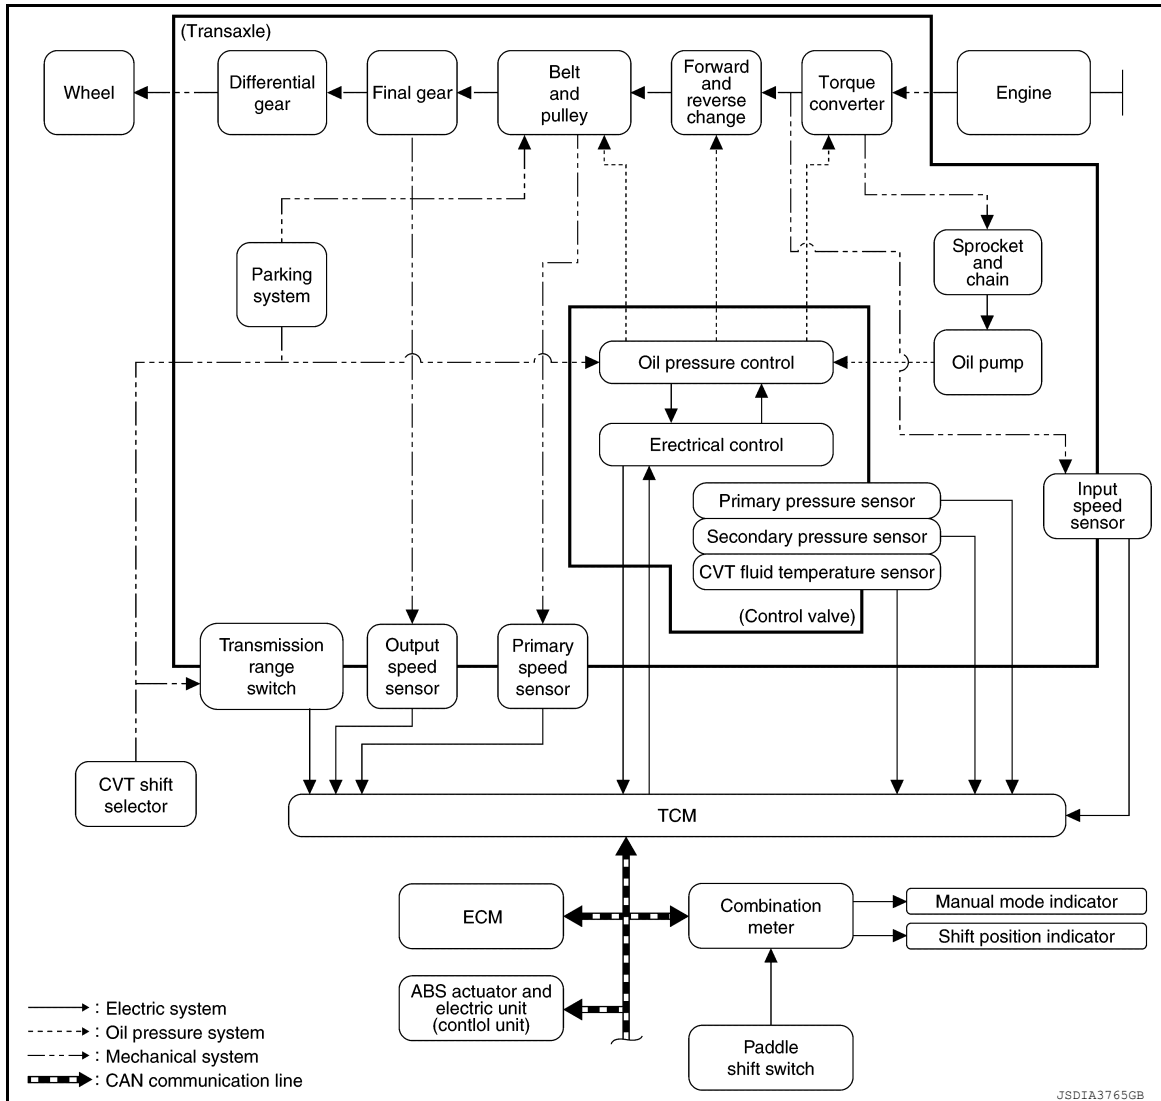 (Transaxle)
Wheel
Differential
gear
Final gear
Belt
and
pulley
Forward
and
reverse
change
Torque
converter
Engine
Parking
system
Sprocket
and
chain
Oil pressure control
Oil pump
Erectrical control
Primary pressure sensor
Secondary pressure sensor
CVT fluid temperature sensor
(Control valve)
Input
speed
sensor
Transmission
range
switch
Output
speed
sensor
Primary
speed
sensor
CVT shift
selector
TCM
ECM
Combination
meter
Manual mode indicator
Shift position indicator
ABS actuator and
electric unit
(contlol unit)
Paddle
shift switch
: Electric system
: Oil pressure system
: Mechanical system
: CAN communication line
JSDIA3765GB